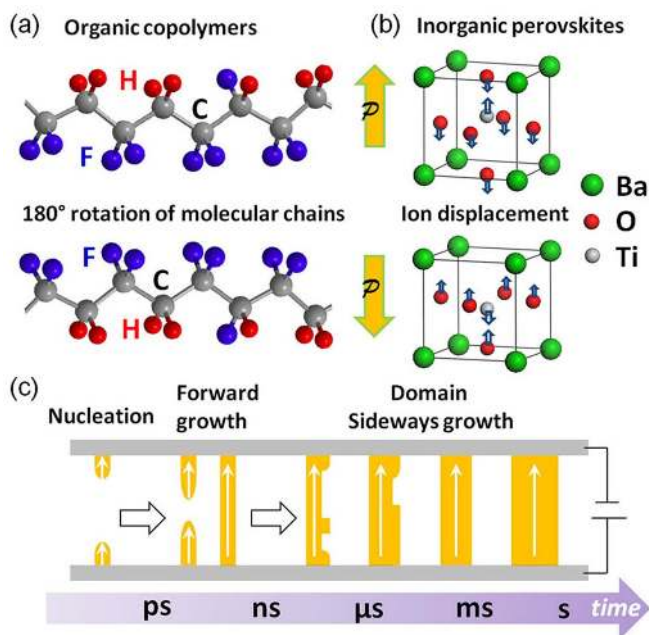 (a) Organic copolymers
H
C
F
P
(b) Inorganic perovskites
Ba
O
Ti
180° rotation of molecular chains
F
C
H
P
Ion displacement
(c)
Nucleation
Forward
growth
Domain
Sideways growth
ps ns μs ms s time